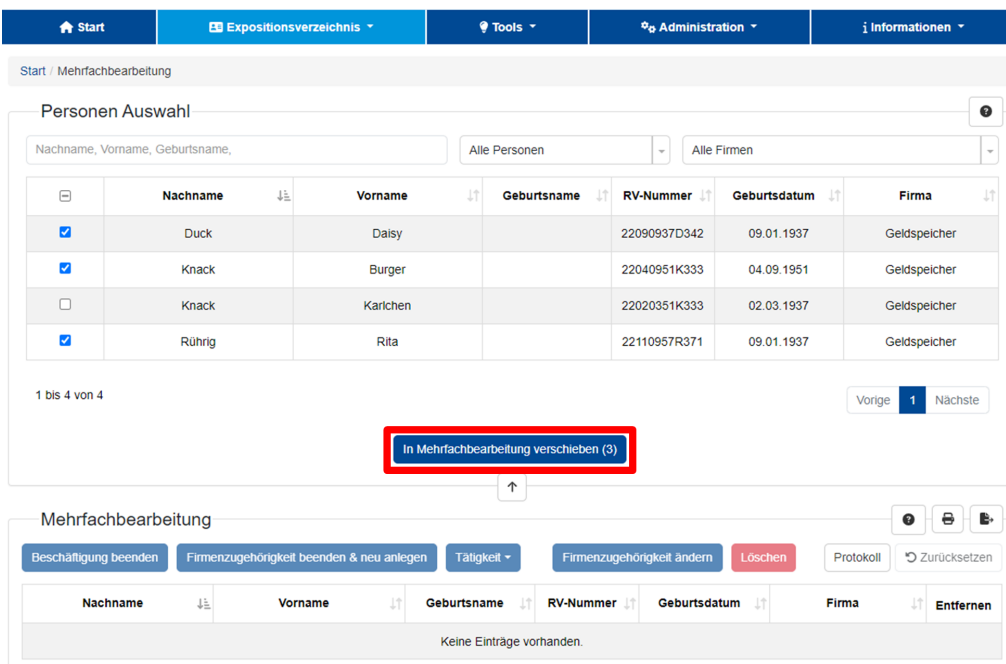 Start Expositionsverzeichnis Tools Administration Informationen
Start / Mehrfachbearbeitung
Personen Auswahl
Nachname, Vorname, Geburtsname, Alle Personen Alle Firmen
Nachname Vorname Geburtsname RV-Nummer Geburtsdatum Firma
Duck Daisy 22090937D342 09.01.1937 Geldspeicher
Knack Burger 22040951K333 04.09.1951 Geldspeicher
Knack Karlchen 22020351K333 02.03.1937 Geldspeicher
Rührig Rita 22110957R371 09.01.1937 Geldspeicher
1 bis 4 von 4 Vorige 1 Nächste
In Mehrfachbearbeitung verschieben (3)
Mehrfachbearbeitung
Beschäftigung beenden Firmenzugehörigkeit beenden & neu anlegen Tätigkeit Firmenzugehörigkeit ändern Löschen Protokoll Zurücksetzen
Nachname Vorname Geburtsname RV-Nummer Geburtsdatum Firma Entfernen
Keine Einträge vorhanden.